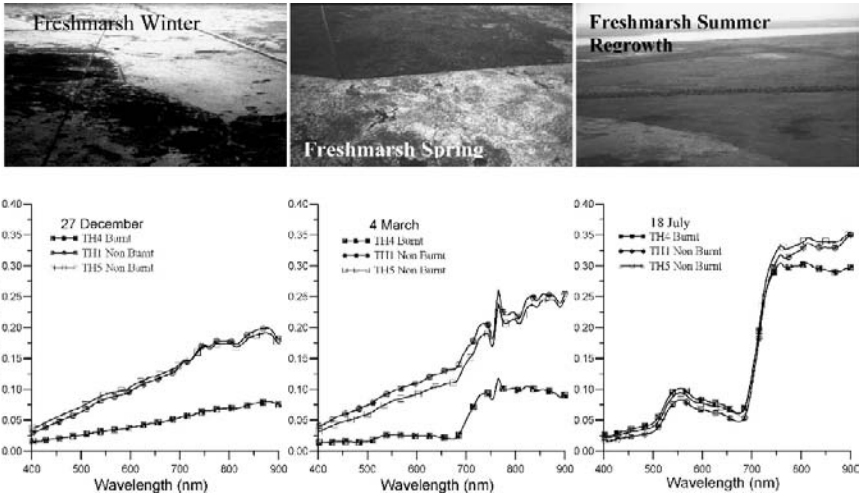 Freshmarsh Winter
Freshmarsh Spring
Freshmarsh Summer
Regrowth
0.40
0.35
0.30
0.25
0.20
0.15
0.10
0.05
0.00
27 December
TH4 Burnt
TH1 Non Burnt
TH5 Non Burnt
400 500 600 700 800 900
Wavelength (nm)
0.40
0.35
0.30
0.25
0.20
0.15
0.10
0.05
0.00
4 March
TH4 Burnt
TH1 Non Burnt
TH5 Non Burnt
400 500 600 700 800 900
Wavelength (nm)
0.40
0.35
0.30
0.25
0.20
0.15
0.10
0.05
0.00
18 July
TH4 Burnt
TH1 Non Burnt
TH5 Non Burnt
400 500 600 700 800 900
Wavelength (nm)